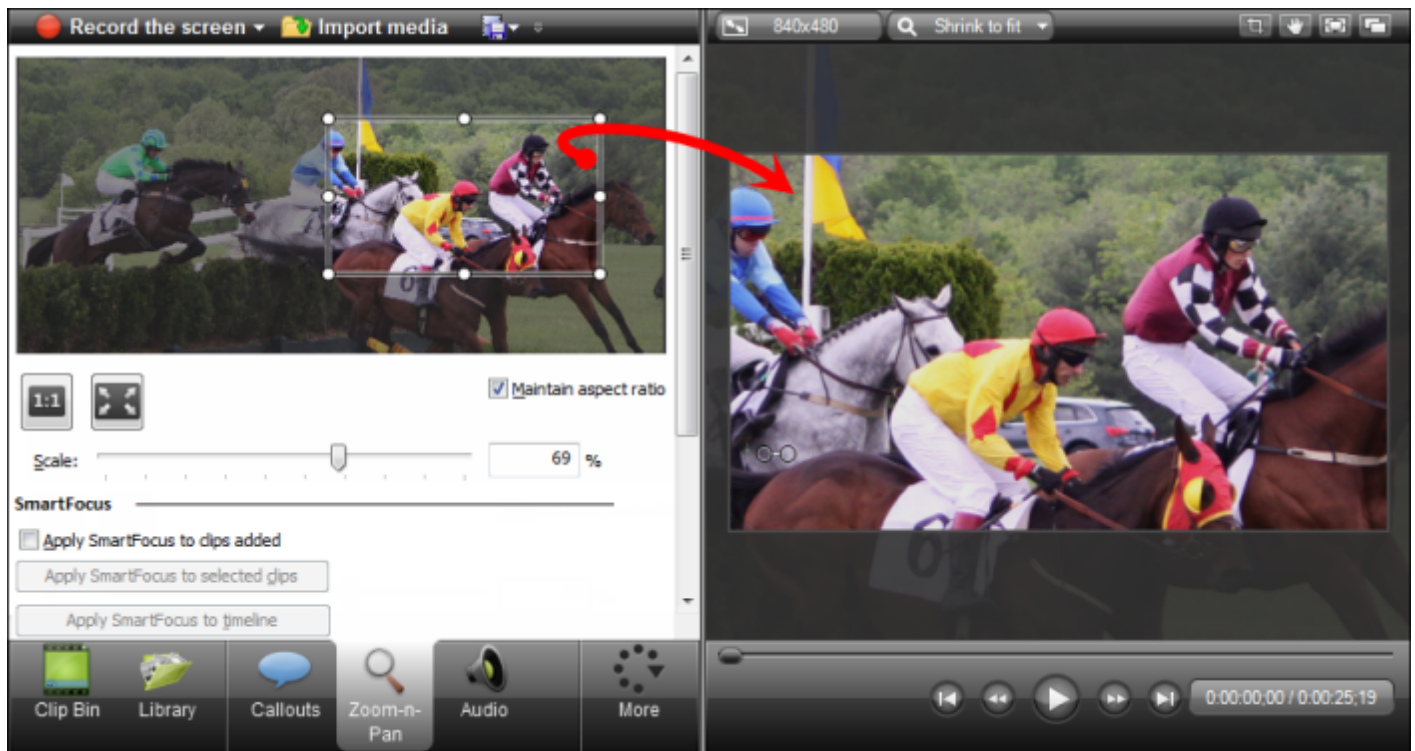 Record the screen
Import media
840x480
Shrink to fit
6
1:1
Maintain aspect ratio
Scale:
69 %
SmartFocus
Apply SmartFocus to clips added
Apply SmartFocus to selected clips
Apply SmartFocus to timeline
6
Clip Bin
Library
Callouts
Zoom-n-
Pan
Audio
More
0:00:00;00 / 0:00:25;19